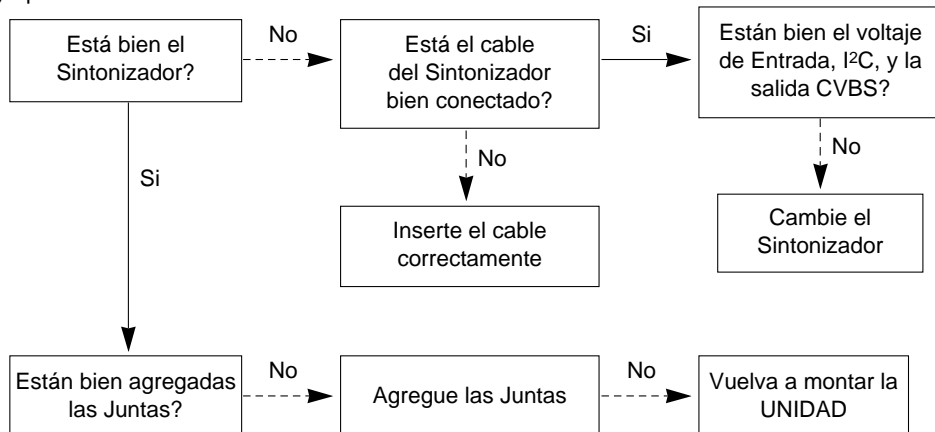 Está bien el
Sintonizador?
No
Está el cable
del Sintonizador
bien conectado?
Si
Están bien el voltaje
de Entrada, I²C, y la
salida CVBS?
Si
No
No
Inserte el cable
correctamente
Cambie el
Sintonizador
Están bien agregadas
las Juntas?
No
Agregue las Juntas
No
Vuelva a montar la
UNIDAD